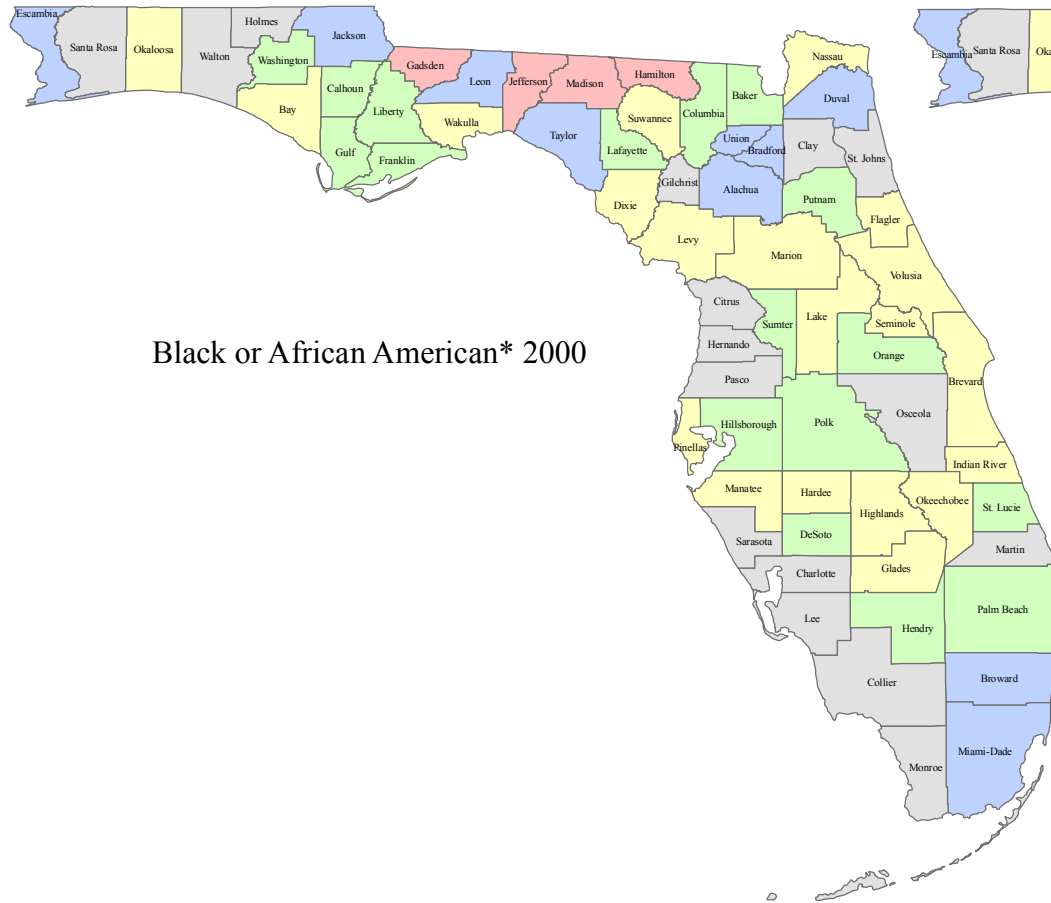 Escambia
Santa Rosa
Okaloosa
Walton
Holmes
Washington
Jackson
Bay
Calhoun
Gulf
Liberty
Franklin
Gadsden
Leon
Wakulla
Jefferson
Madison
Taylor
Hamilton
Suwannee
Lafayette
Columbia
Baker
Nassau
Duval
Union
Bradford
Clay
St. Johns
Gilchrist
Alachua
Putnam
Flagler
Dixie
Levy
Marion
Volusia
Citrus
Sumter
Lake
Seminole
Hernando
Orange
Brevard
Pasco
Osceola
Black or African American* 2000
Hillsborough
Polk
Pinellas
Indian River
Manatee
Hardee
Highlands
Okeechobee
St. Lucie
Sarasota
DeSoto
Martin
Charlotte
Glades
Lee
Hendry
Palm Beach
Collier
Broward
Monroe
Miami-Dade
Escambia
Santa Rosa
Oka